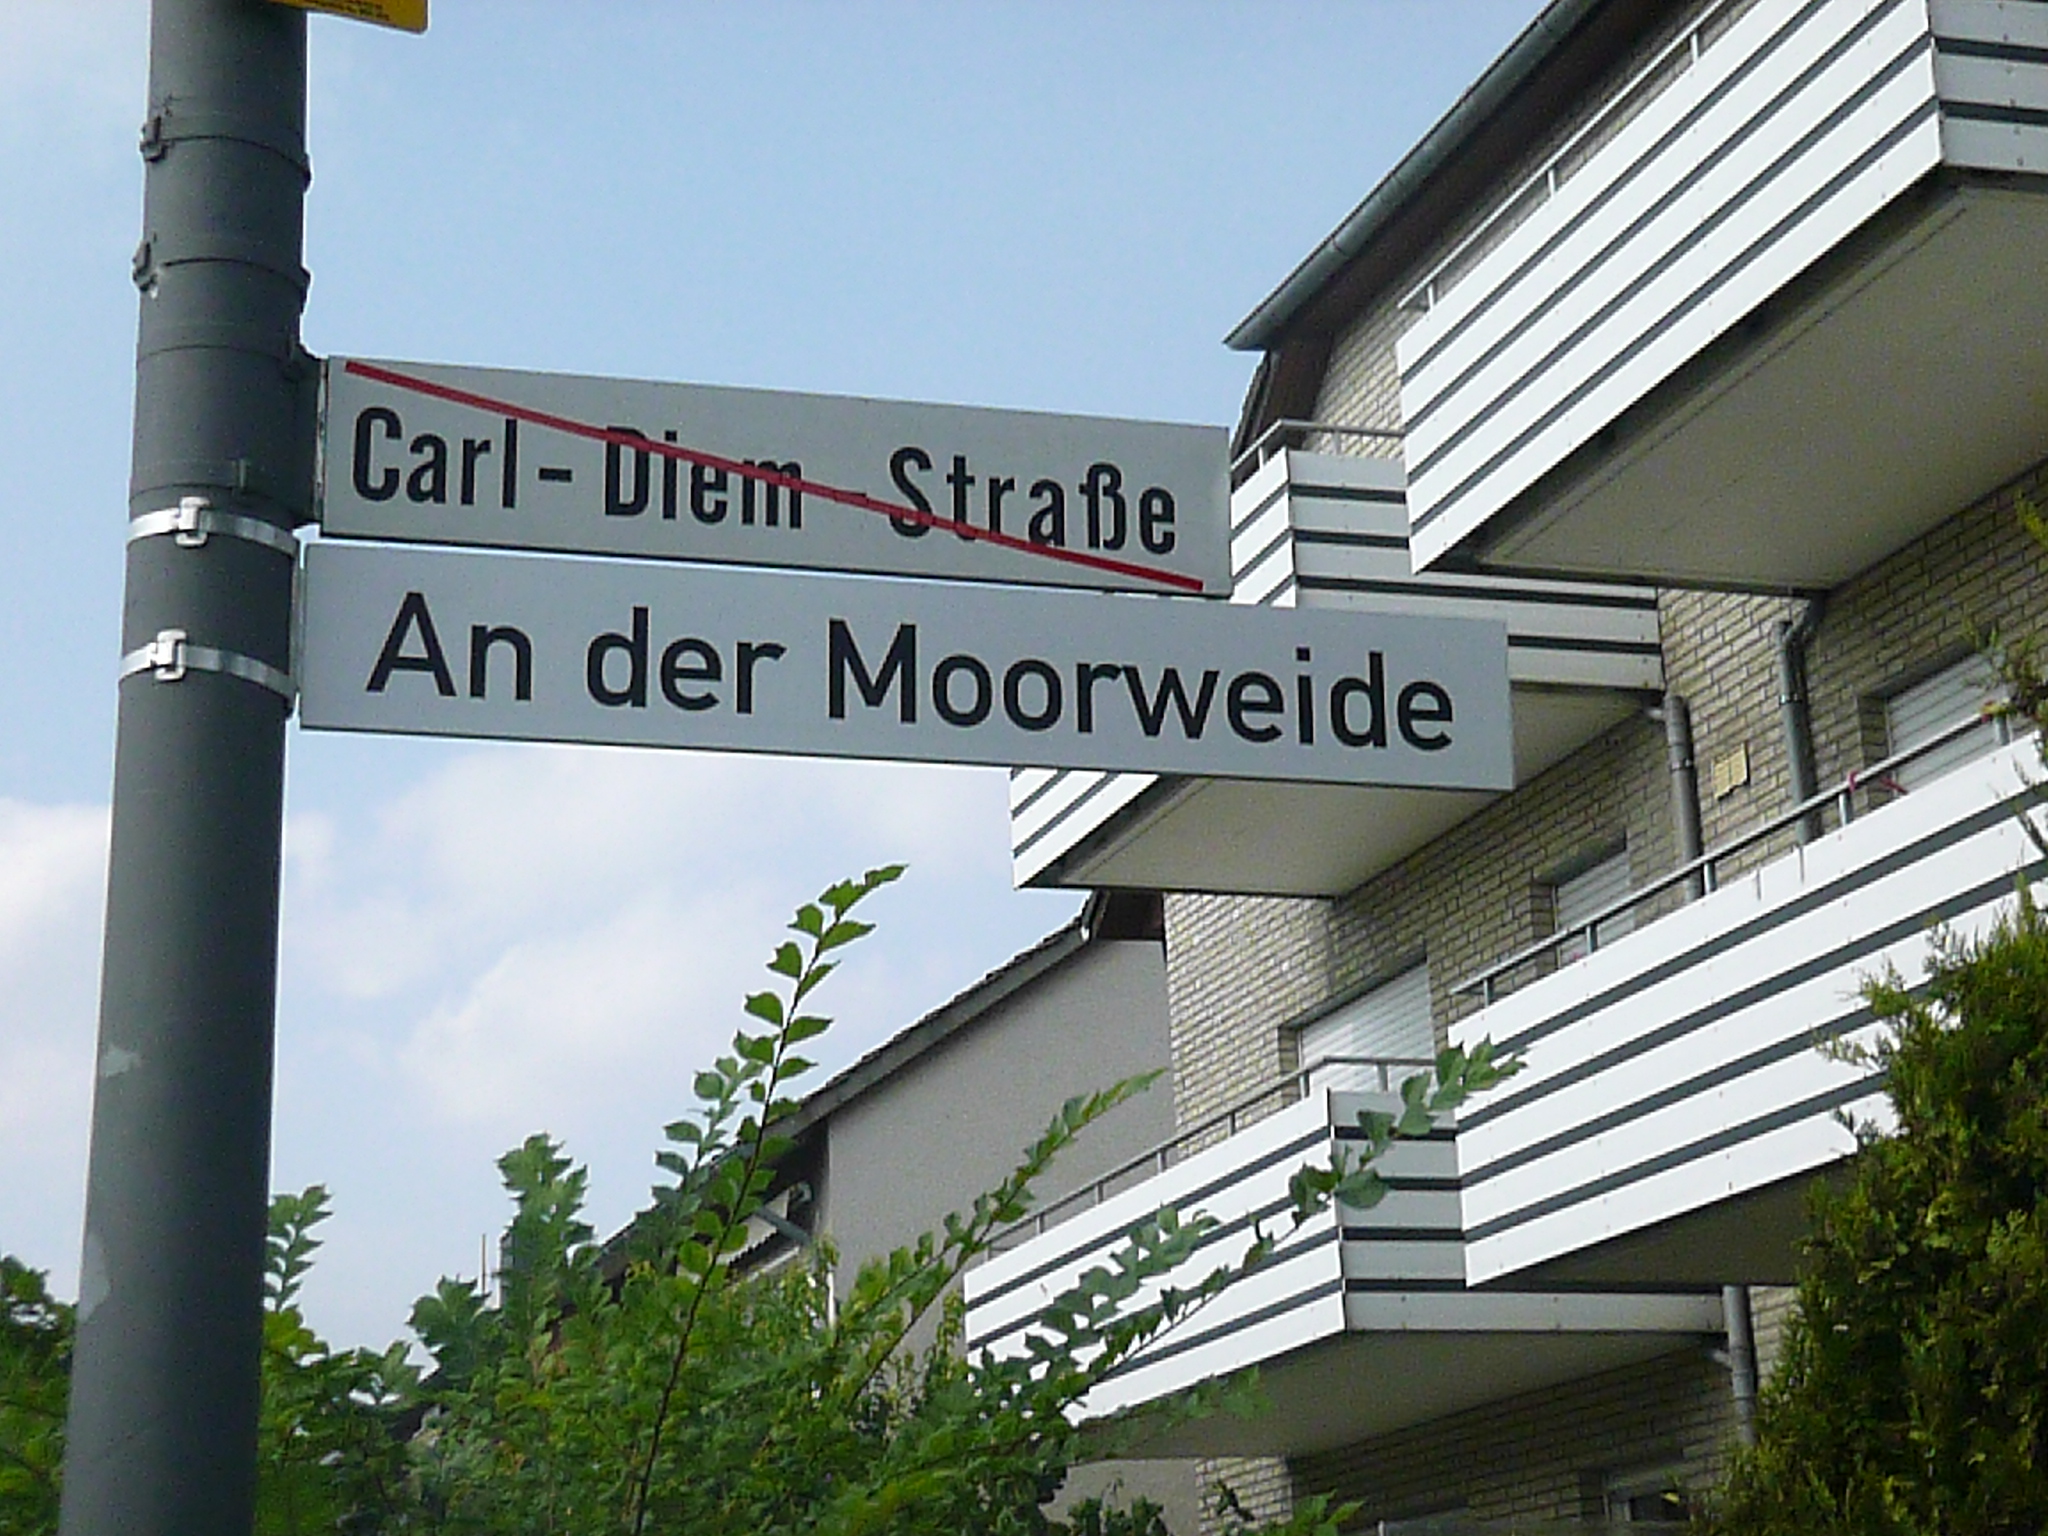 Carl-Diem-Straße
An der Moorweide